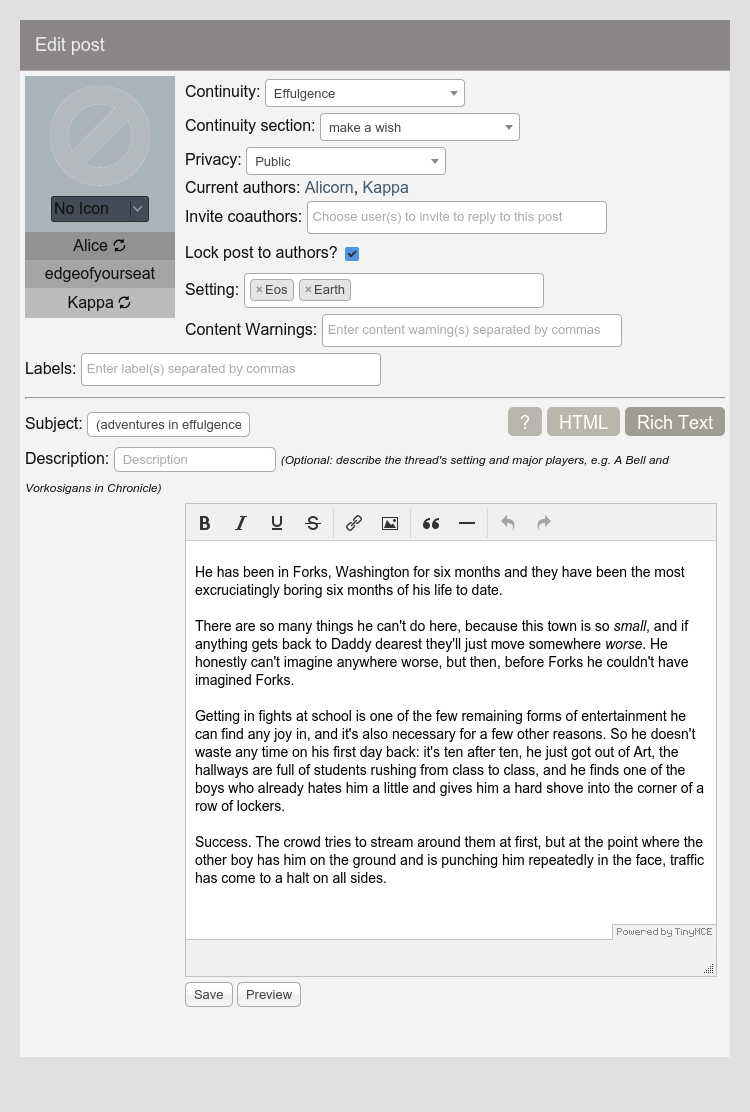 Edit post
No Icon
Alice
edgeofyourseat
Kappa
Continuity: Effulgence
Continuity section: make a wish
Privacy: Public
Current authors: Alicorn, Kappa
Invite coauthors: Choose user(s) to invite to reply to this post
Lock post to authors?
Setting: × Eos × Earth
Content Warnings: Enter content warning(s) separated by commas
Labels: Enter label(s) separated by commas
Subject: (adventures in effulgence
? HTML Rich Text
Description: Description (Optional: describe the thread's setting and major players, e.g. A Bell and
Vorkosigans in Chronicle)
B I U S
He has been in Forks, Washington for six months and they have been the most
excruciatingly boring six months of his life to date.
There are so many things he can't do here, because this town is so small, and if
anything gets back to Daddy dearest they'll just move somewhere worse. He
honestly can't imagine anywhere worse, but then, before Forks he couldn't have
imagined Forks.
Getting in fights at school is one of the few remaining forms of entertainment he
can find any joy in, and it's also necessary for a few other reasons. So he doesn't
waste any time on his first day back: it's ten after ten, he just got out of Art, the
hallways are full of students rushing from class to class, and he finds one of the
boys who already hates him a little and gives him a hard shove into the corner of a
row of lockers.
Success. The crowd tries to stream around them at first, but at the point where the
other boy has him on the ground and is punching him repeatedly in the face, traffic
has come to a halt on all sides.
Powered by TinyMCE
Save Preview